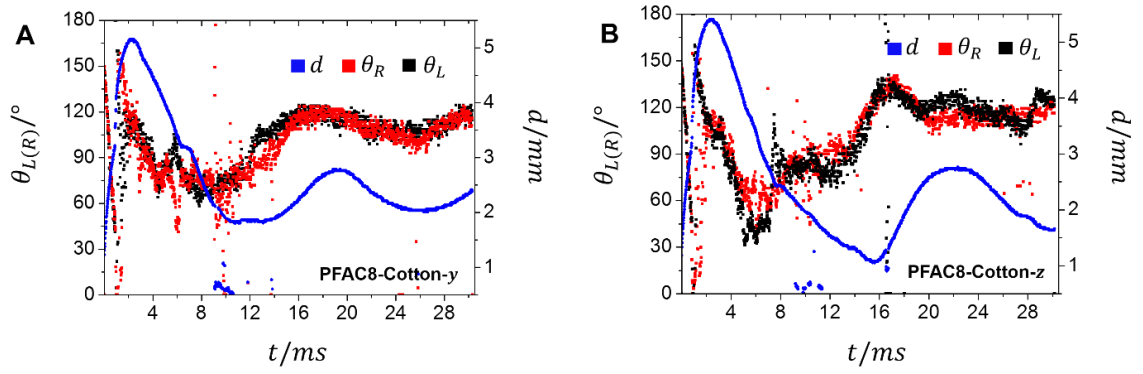 A
180
150
120
90
60
30
0
θL(R)/°
d θR θL
5
4
3
2
1
d/mm
PFAC8-Cotton-y
4 8 12 16 20 24 28
t/ms
B
180
150
120
90
60
30
0
θL(R)/°
d θR θL
5
4
3
2
1
d/mm
PFAC8-Cotton-z
4 8 12 16 20 24 28
t/ms